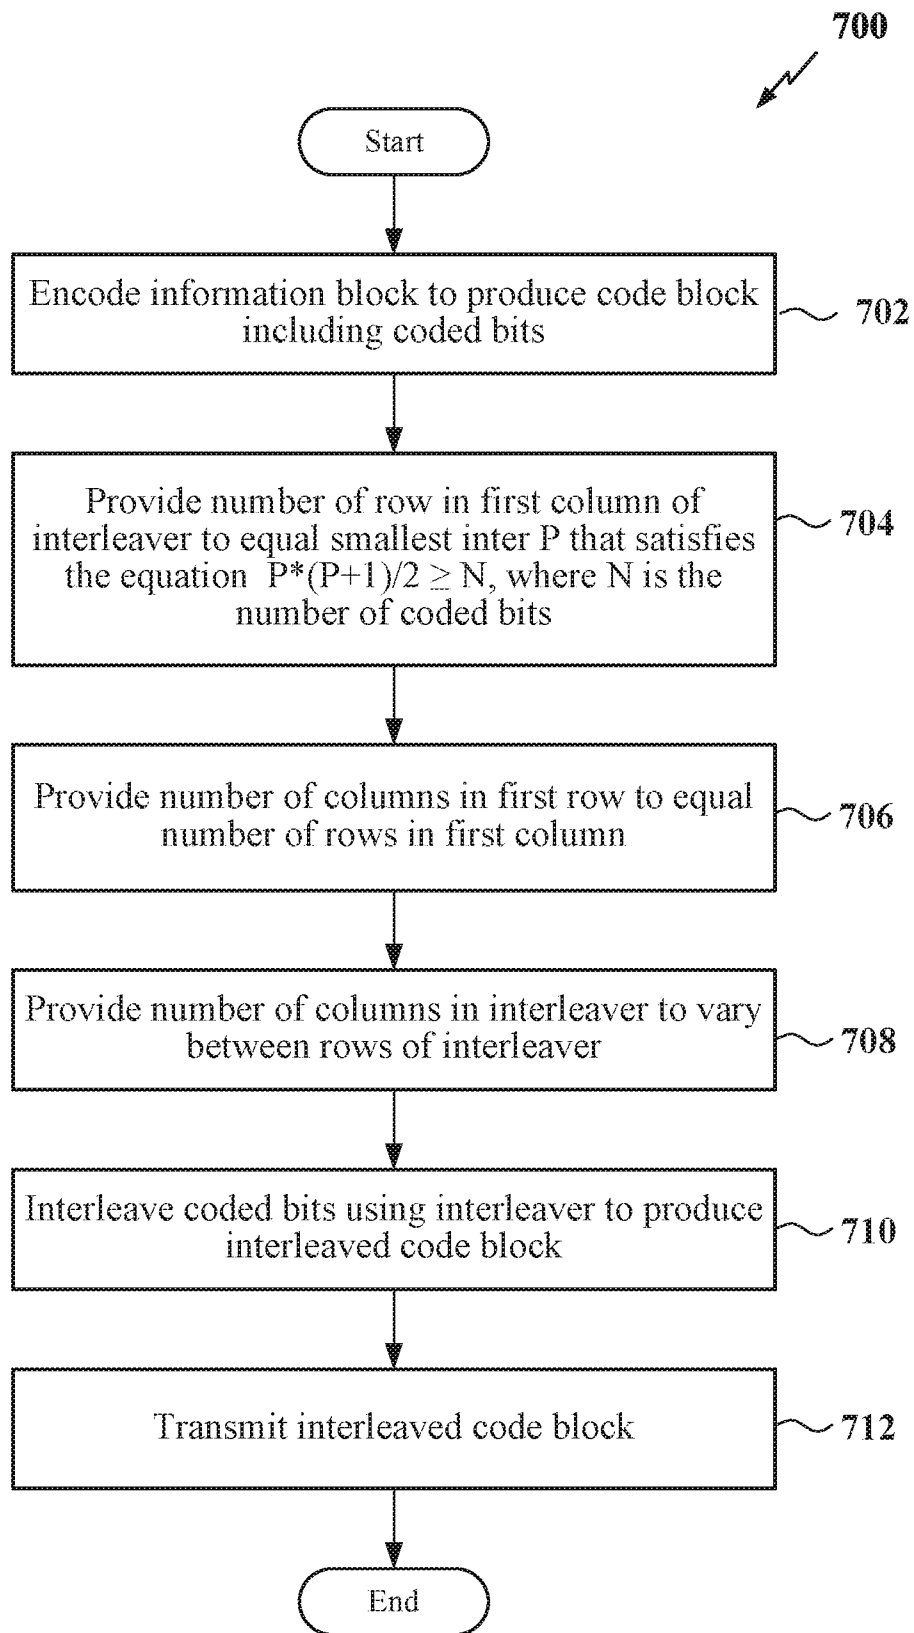 700
Start
Encode information block to produce code block
including coded bits
702
Provide number of row in first column of
interleaver to equal smallest inter P that satisfies
the equation P*(P+1)/2 ≥ N, where N is the
number of coded bits
704
Provide number of columns in first row to equal
number of rows in first column
706
Provide number of columns in interleaver to vary
between rows of interleaver
708
Interleave coded bits using interleaver to produce
interleaved code block
710
Transmit interleaved code block
712
End